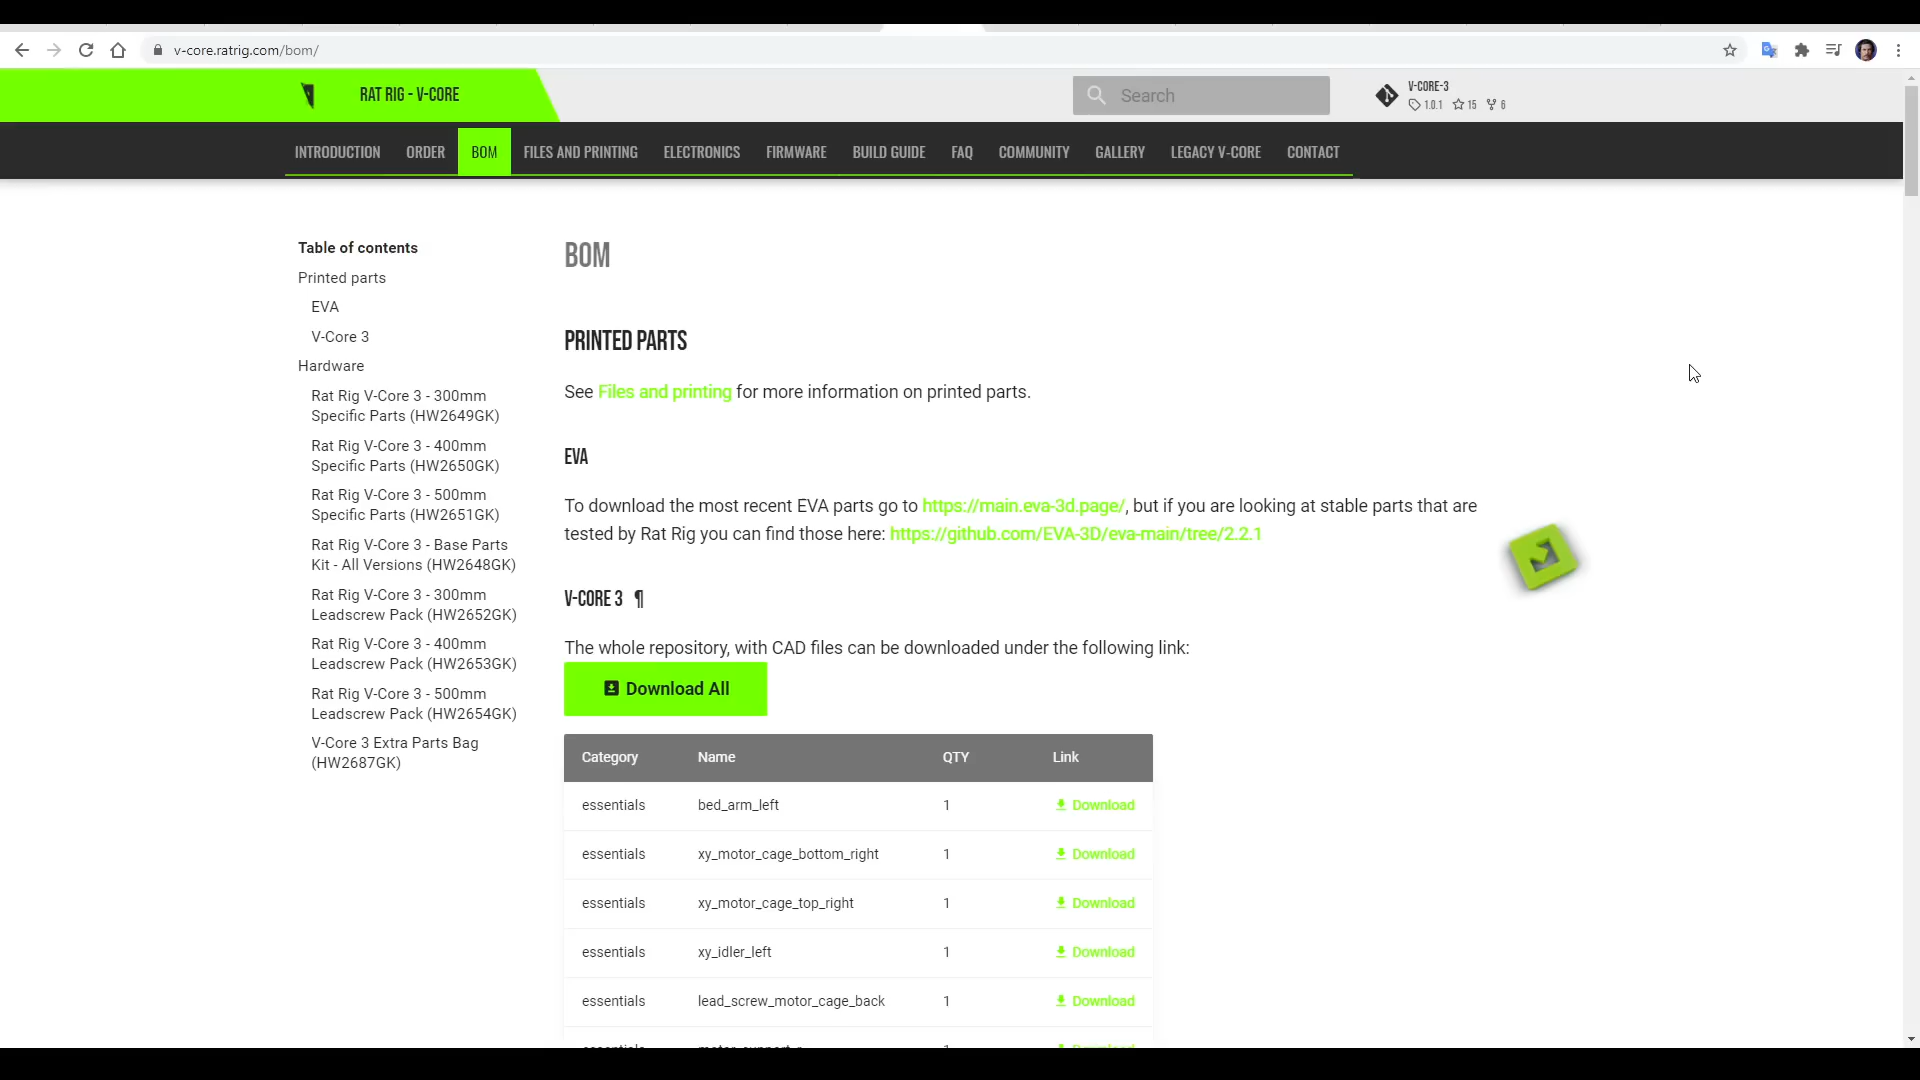 v-core.ratrig.com/bom/
RAT RIG - V-CORE
Search
V-CORE-3
1.0.1 15 6
INTRODUCTION ORDER BOM FILES AND PRINTING ELECTRONICS FIRMWARE BUILD GUIDE FAQ COMMUNITY GALLERY LEGACY V-CORE CONTACT
Table of contents
Printed parts
EVA
V-Core 3
Hardware
Rat Rig V-Core 3 - 300mm
Specific Parts (HW2649GK)
Rat Rig V-Core 3 - 400mm
Specific Parts (HW2650GK)
Rat Rig V-Core 3 - 500mm
Specific Parts (HW2651GK)
Rat Rig V-Core 3 - Base Parts
Kit - All Versions (HW2648GK)
Rat Rig V-Core 3 - 300mm
Leadscrew Pack (HW2652GK)
Rat Rig V-Core 3 - 400mm
Leadscrew Pack (HW2653GK)
Rat Rig V-Core 3 - 500mm
Leadscrew Pack (HW2654GK)
V-Core 3 Extra Parts Bag
(HW2687GK)
BOM
PRINTED PARTS
See Files and printing for more information on printed parts.
EVA
To download the most recent EVA parts go to https://main.eva-3d.page/, but if you are looking at stable parts that are
tested by Rat Rig you can find those here: https://github.com/EVA-3D/eva-main/tree/2.2.1
V-CORE 3 ¶
The whole repository, with CAD files can be downloaded under the following link:
Download All
Category Name QTY Link
essentials bed_arm_left 1 Download
essentials xy_motor_cage_bottom_right 1 Download
essentials xy_motor_cage_top_right 1 Download
essentials xy_idler_left 1 Download
essentials lead_screw_motor_cage_back 1 Download